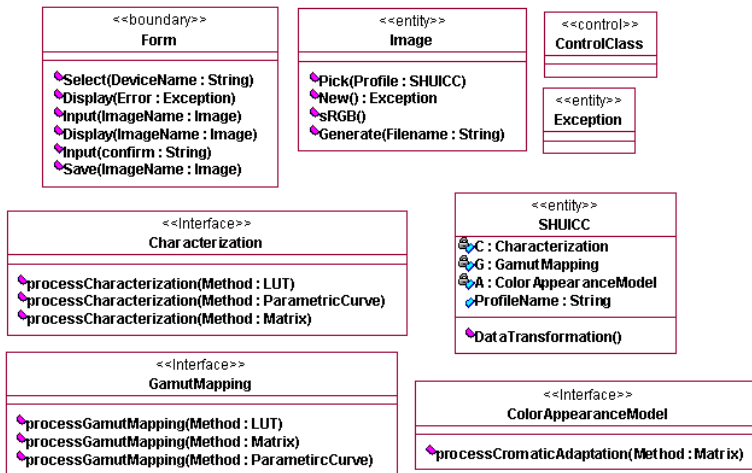 <<boundary>>
Form
Select(DeviceName : String)
Display(Error : Exception)
Input(ImageName : Image)
Display(ImageName : Image)
Input(confirm : String)
Save(ImageName : Image)
<<entity>>
Image
Pick(Profile : SHUICC)
New() : Exception
sRGB()
Generate(Filename : String)
<<control>>
ControlClass
<<entity>>
Exception
<<Interface>>
Characterization
processCharacterization(Method : LUT)
processCharacterization(Method : ParametricCurve)
processCharacterization(Method : Matrix)
<<entity>>
SHUICC
C : Characterization
G : GamutMapping
A : ColorAppearanceModel
ProfileName : String
DataTransformation()
<<Interface>>
GamutMapping
processGamutMapping(Method : LUT)
processGamutMapping(Method : Matrix)
processGamutMapping(Method : ParametircCurve)
<<Interface>>
ColorAppearanceModel
processCromaticAdaptation(Method : Matrix)